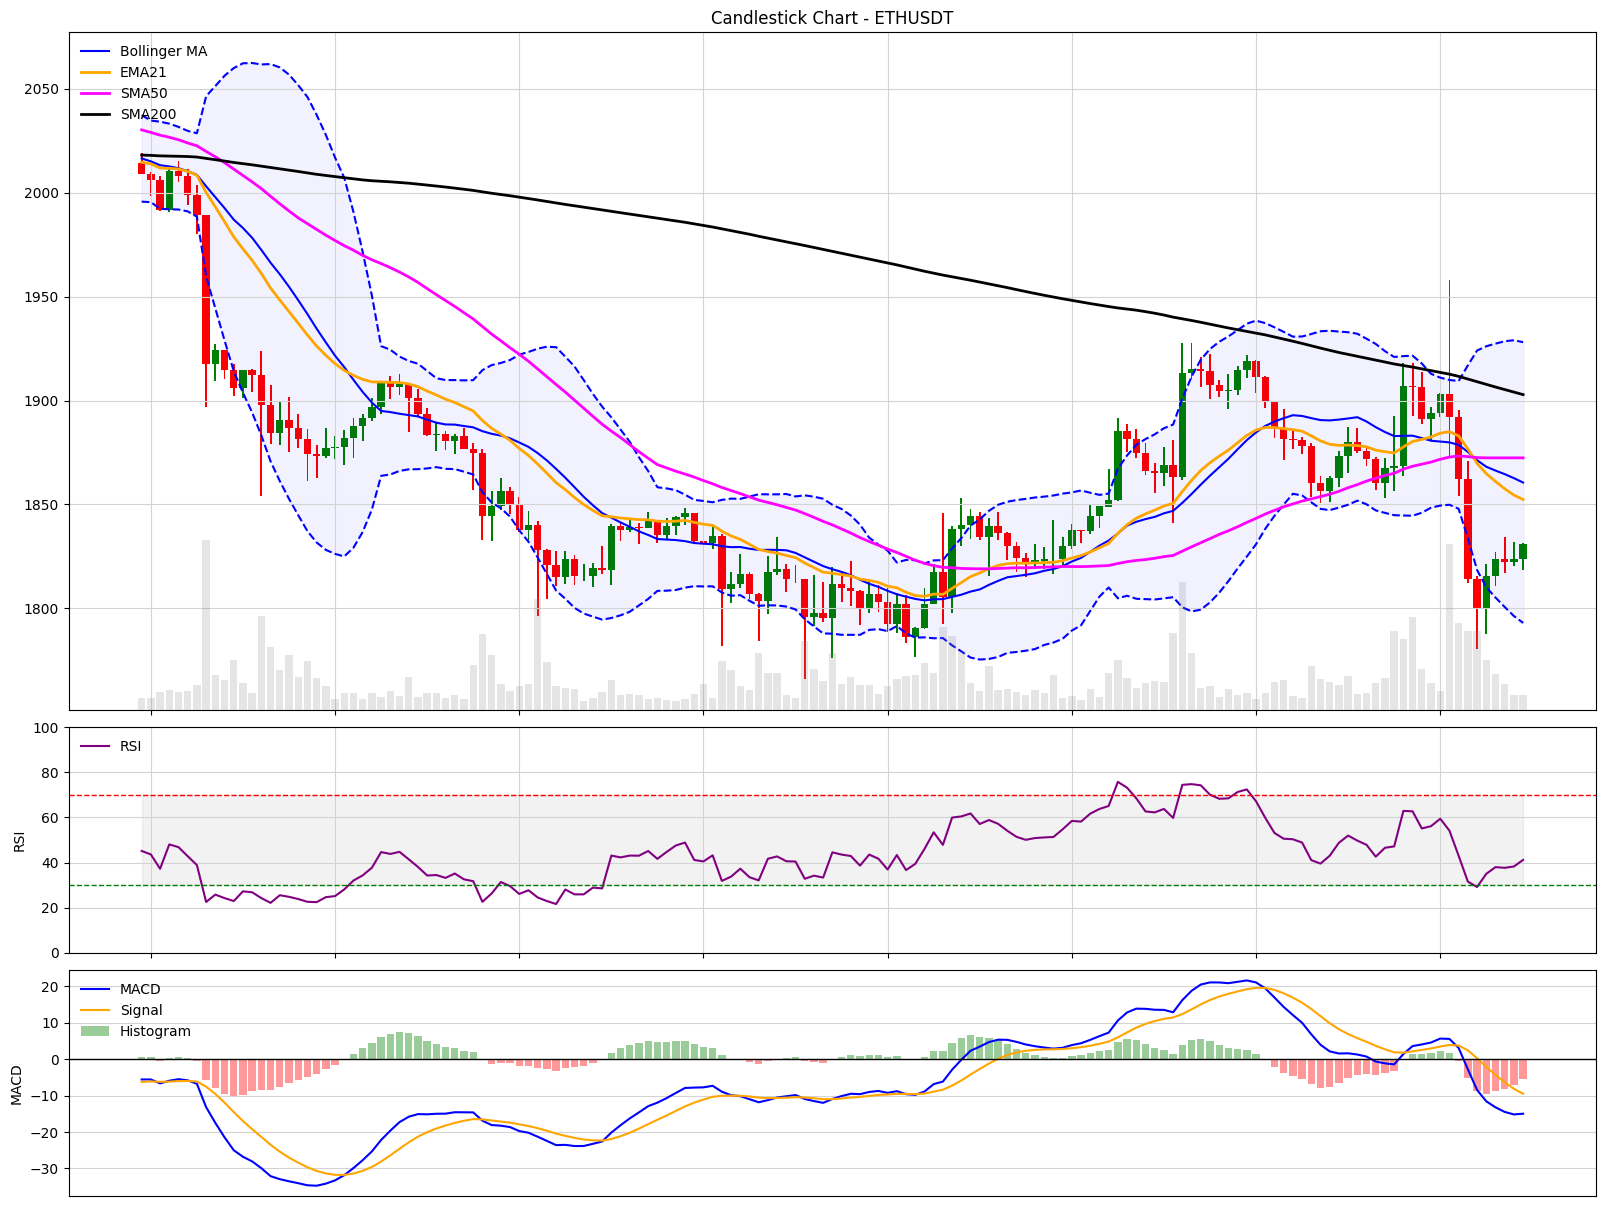 Candlestick Chart - ETHUSDT
Bollinger MA
EMA21
SMA50
SMA200
2050
2000
1950
1900
1850
1800
RSI
100
80
60
40
20
0
RSI
MACD
Signal
Histogram
20
10
0
−10
−20
−30
MACD